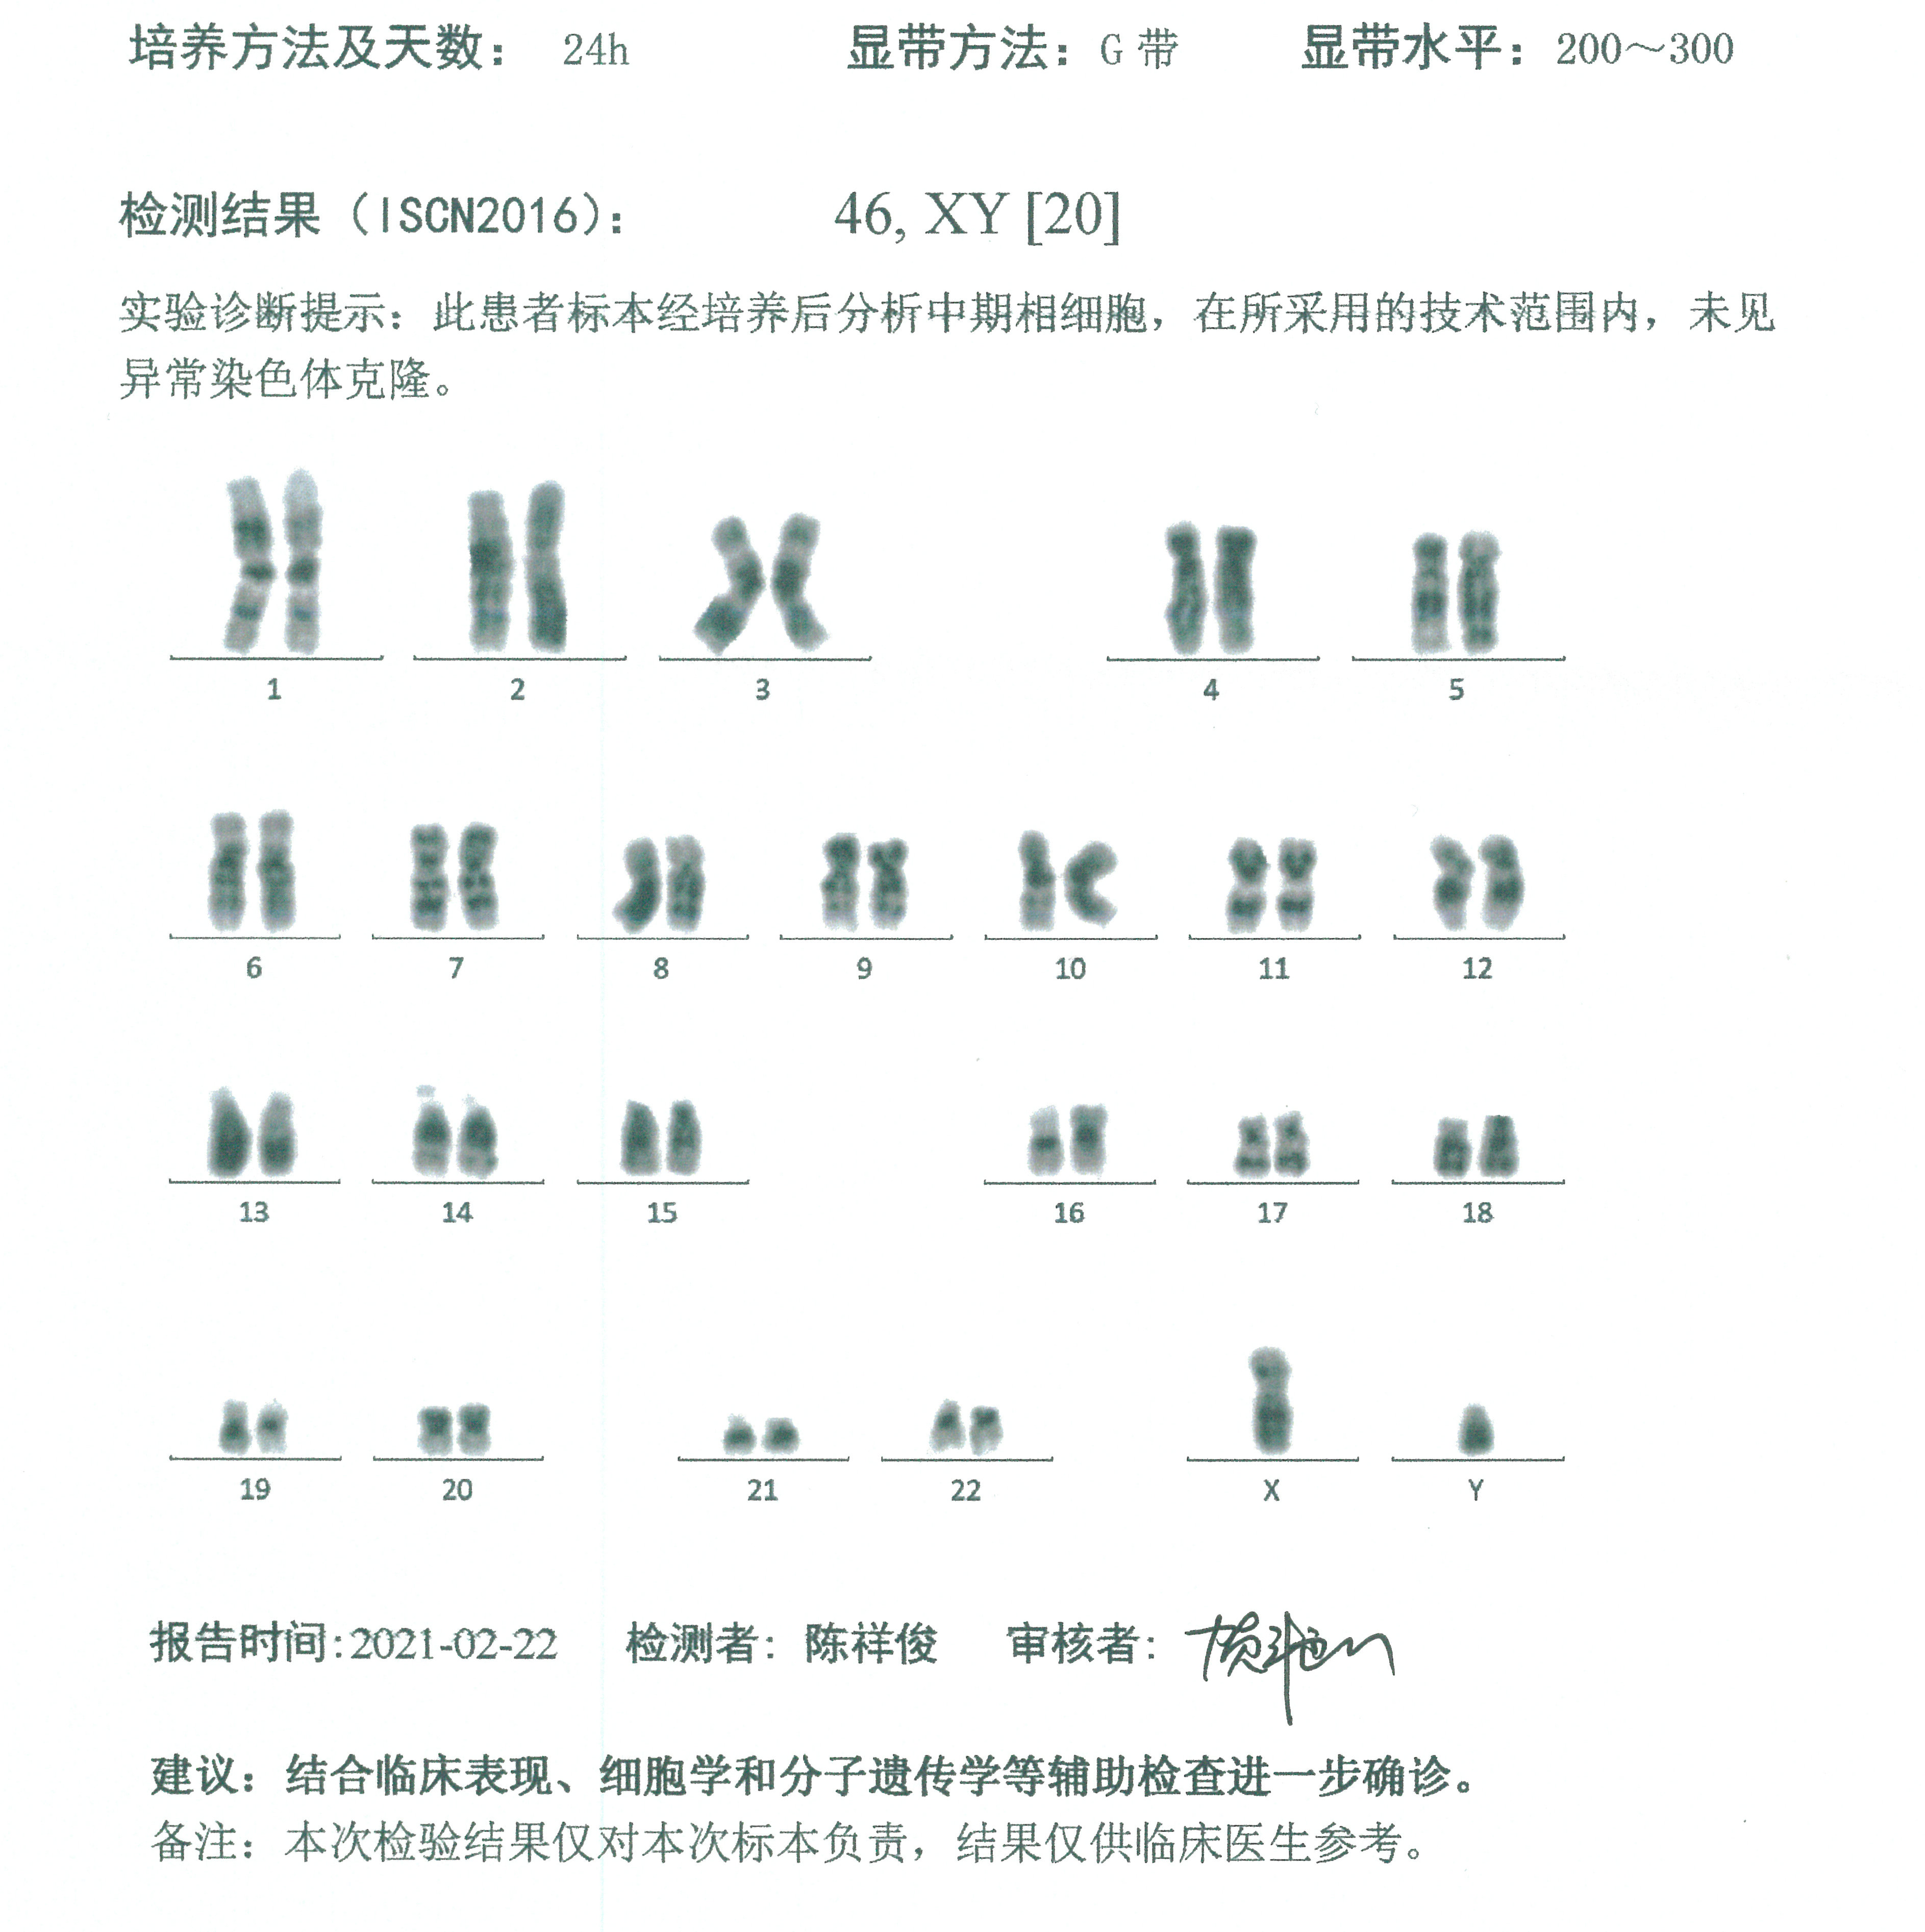 培养方法及天数： 24h 显带方法：G 带 显带水平：200～300
检测结果（ISCN2016）： 46, XY [20]
实验诊断提示：此患者标本经培养后分析中期相细胞，在所采用的技术范围内，未见
异常染色体克隆。
1 2 3 4 5
6 7 8 9 10 11 12
13 14 15 16 17 18
19 20 21 22 X Y
报告时间:2021-02-22 检测者：陈祥俊 审核者：
建议：结合临床表现、细胞学和分子遗传学等辅助检查进一步确诊。
备注：本次检验结果仅对本次标本负责，结果仅供临床医生参考。